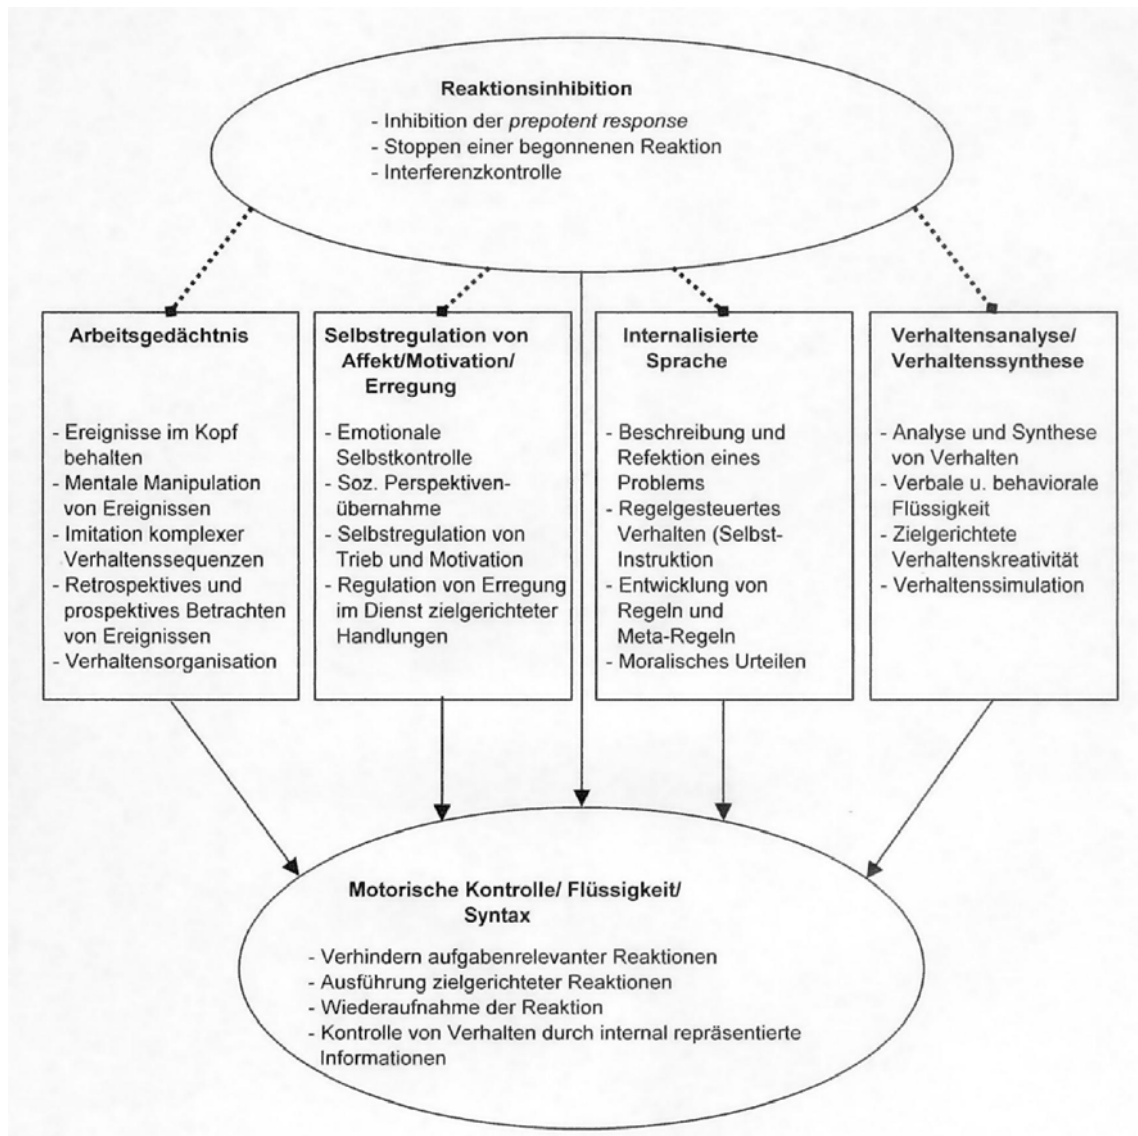 Reaktionsinhibition
- Inhibition der prepotent response
- Stoppen einer begonnenen Reaktion
- Interferenzkontrolle
Arbeitsgedächtnis
- Ereignisse im Kopf
behalten
- Mentale Manipulation
von Ereignissen
- Imitation komplexer
Verhaltenssequenzen
- Retrospektives und
prospektives Betrachten
von Ereignissen
- Verhaltensorganisation
Selbstregulation von
Affekt/Motivation/
Erregung
- Emotionale
Selbstkontrolle
- Soz. Perspektiven-
übernahme
- Selbstregulation von
Trieb und Motivation
- Regulation von Erregung
im Dienst zielgerichteter
Handlungen
Internalisierte
Sprache
- Beschreibung und
Refektion eines
Problems
- Regelgesteuertes
Verhalten (Selbst-
Instruktion
- Entwicklung von
Regeln und
Meta-Regeln
- Moralisches Urteilen
Verhaltensanalyse/
Verhaltenssynthese
- Analyse und Synthese
von Verhalten
- Verbale u. behaviorale
Flüssigkeit
- Zielgerichtete
Verhaltenskreativität
- Verhaltenssimulation
Motorische Kontrolle/ Flüssigkeit/
Syntax
- Verhindern aufgabenrelevanter Reaktionen
- Ausführung zielgerichteter Reaktionen
- Wiederaufnahme der Reaktion
- Kontrolle von Verhalten durch internal repräsentierte
Informationen